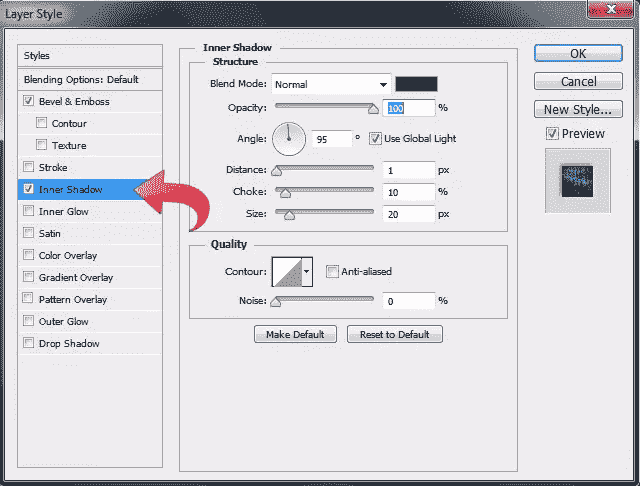 Layer Style
Styles
Blending Options: Default
Bevel & Emboss
Contour
Texture
Stroke
Inner Shadow
Inner Glow
Satin
Color Overlay
Gradient Overlay
Pattern Overlay
Outer Glow
Drop Shadow
Inner Shadow
Structure
Blend Mode: Normal
Opacity: 100 %
Angle: 95 ° Use Global Light
Distance: 1 px
Choke: 10 %
Size: 20 px
Quality
Contour: Anti-aliased
Noise: 0 %
Make Default Reset to Default
OK
Cancel
New Style...
Preview